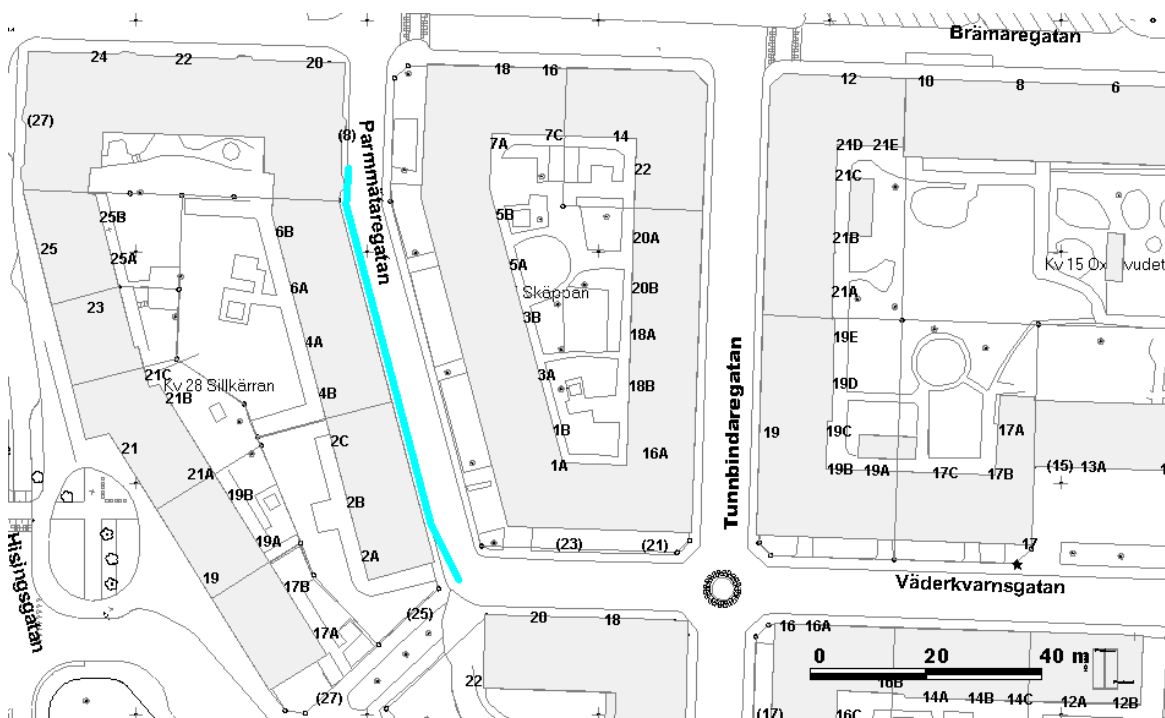 Brämaregatan
24
22
20
18
16
12
10
8
6
(27)
(8)
Parmmätaregatan
7A
7C
14
21D
21E
22
21C
25B
6B
5B
25
25A
20A
21B
5A
Kv 15 Ox
vudet
6A
20B
21A
Sköppan
23
3B
4A
18A
19E
21C
Kv 28 Sillkärran
21B
4B
3A
18B
19D
Tunnbindaregatan
21
2C
1B
19
19C
17A
21A
1A
16A
19B
19A
17C
17B
(15)
13A
19B
2B
Hisingsgatan
19A
2A
(23)
(21)
17
19
17B
Väderkvarnsgatan
(25)
17A
20
18
16
16A
0
20
40 m
(27)
22
16B
14A
14B
14C
12A
12B
(17)
16C